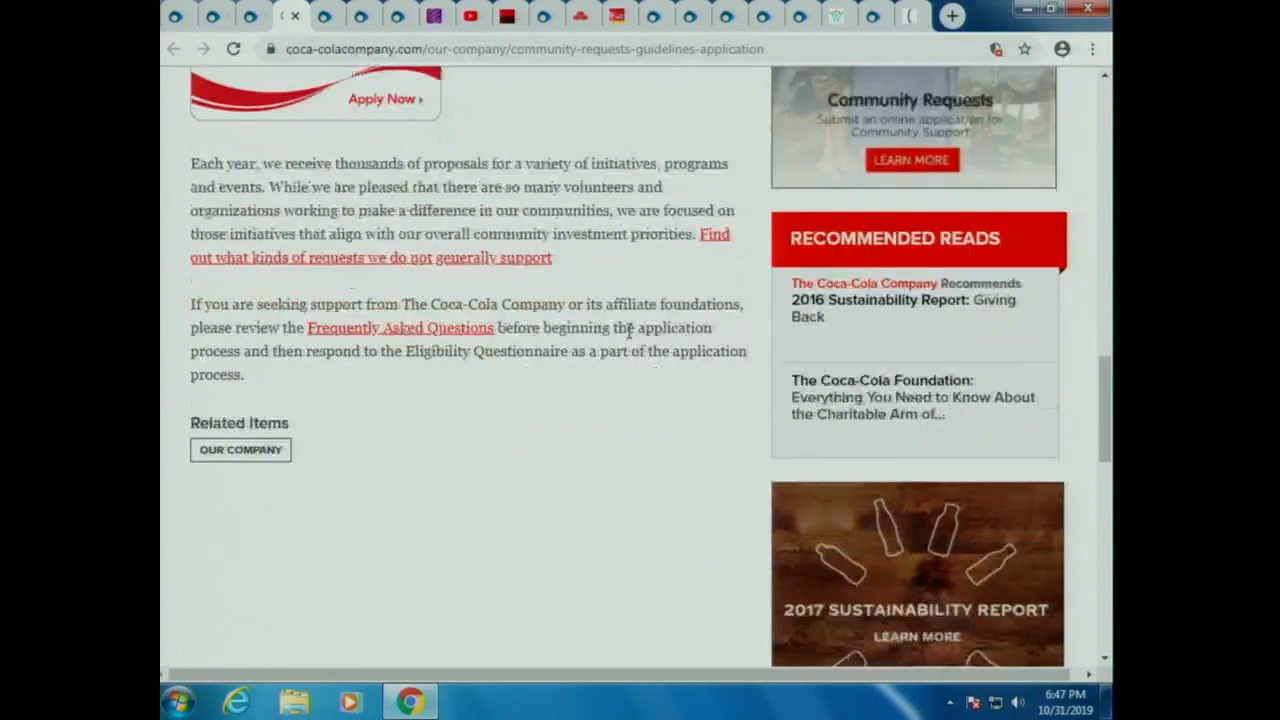 coca-colacompany.com/our-company/community-requests-guidelines-application
Apply Now ›
Each year, we receive thousands of proposals for a variety of initiatives, programs
and events. While we are pleased that there are so many volunteers and
organizations working to make a difference in our communities, we are focused on
those initiatives that align with our overall community investment priorities. Find
out what kinds of requests we do not generally support
If you are seeking support from The Coca-Cola Company or its affiliate foundations,
please review the Frequently Asked Questions before beginning the application
process and then respond to the Eligibility Questionnaire as a part of the application
process.
Related Items
OUR COMPANY
Community Requests
Submit an online application for
Community Support
LEARN MORE
RECOMMENDED READS
The Coca-Cola Company Recommends
2016 Sustainability Report: Giving
Back
The Coca-Cola Foundation:
Everything You Need to Know About
the Charitable Arm of...
2017 SUSTAINABILITY REPORT
LEARN MORE
6:47 PM
10/31/2019